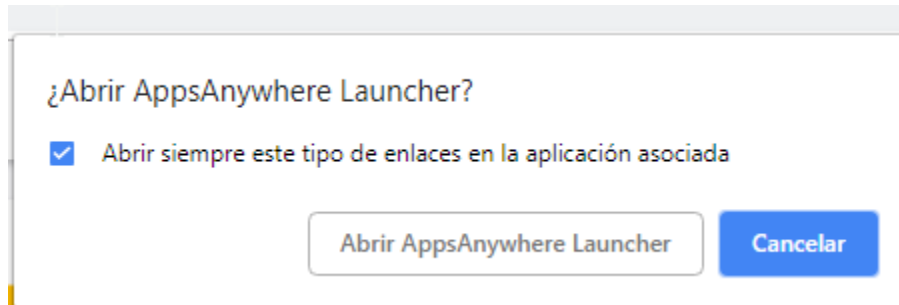 ¿Abrir AppsAnywhere Launcher?
Abrir siempre este tipo de enlaces en la aplicación asociada
Abrir AppsAnywhere Launcher Cancelar